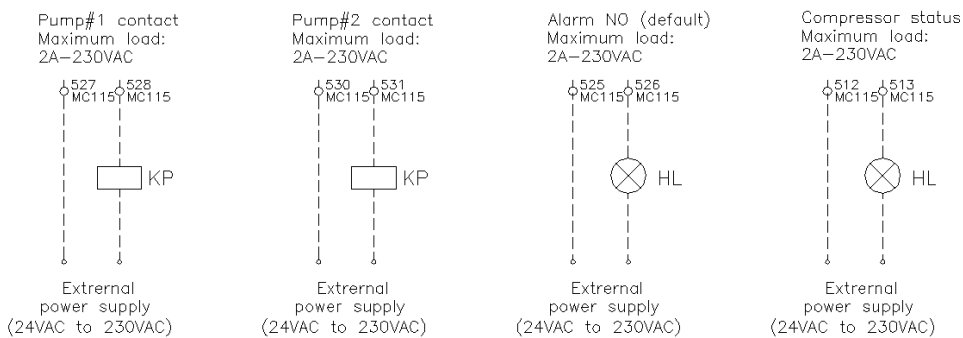 Pump#1 contact
Maximum load:
2A-230VAC
527 528
MC115 MC115
KP
Extrernal
power supply
(24VAC to 230VAC)
Pump#2 contact
Maximum load:
2A-230VAC
530 531
MC115 MC115
KP
Extrernal
power supply
(24VAC to 230VAC)
Alarm NO (default)
Maximum load:
2A-230VAC
525 526
MC115 MC115
HL
Extrernal
power supply
(24VAC to 230VAC)
Compressor status
Maximum load:
2A-230VAC
512 513
MC115 MC115
HL
Extrernal
power supply
(24VAC to 230VAC)